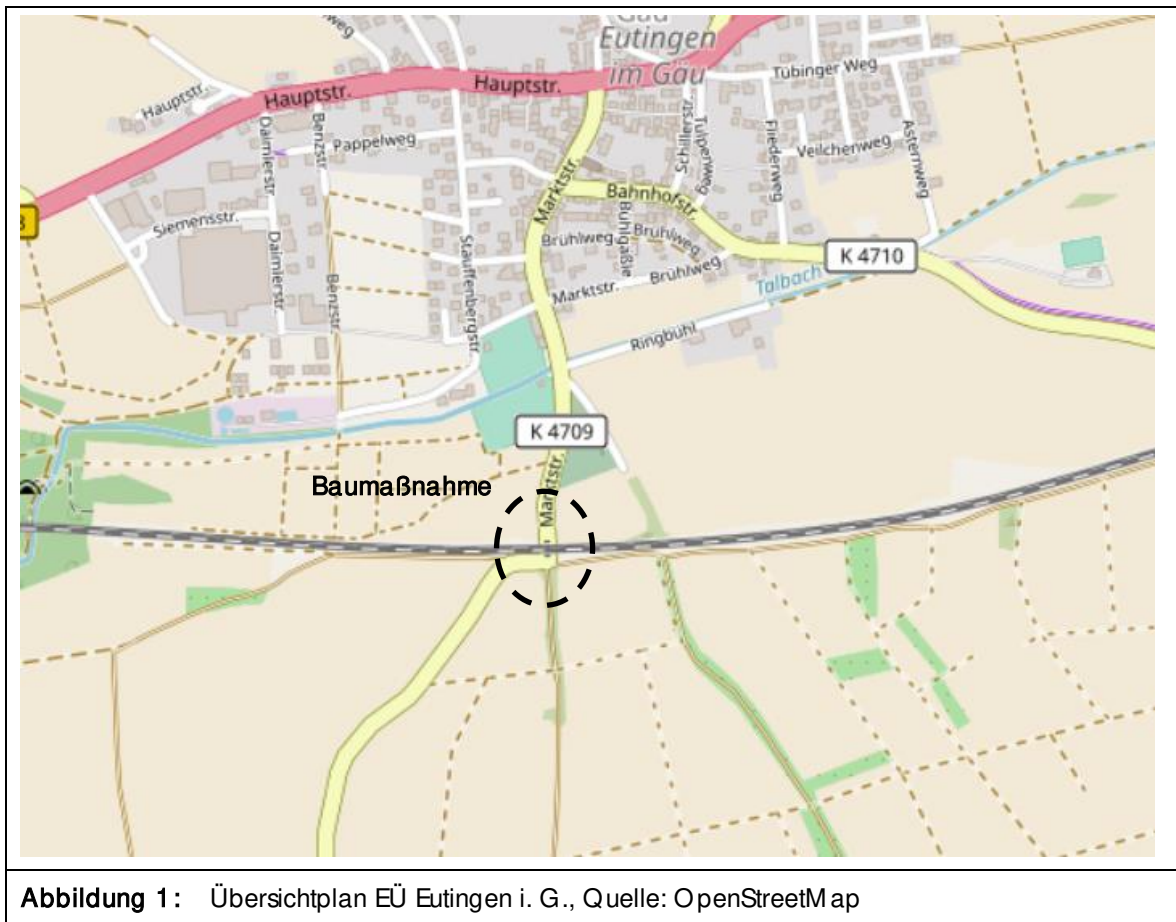 Gäu
Eutingen
im Gäu
Tübinger Weg
Hauptstr.
Hauptstr.
Hauptstr.
Daimlerstr.
Benzstr.
Pappelweg
Schillerstr.
Tulpenweg
Fliederweg
Veilchenweg
Asternweg
Marktstr.
Bahnhofstr.
Siemensstr.
Daimlerstr.
Benzstr.
Stauffenbergstr.
Brühlweg
Bühlgäßle
Brühlweg
Brühlweg
K 4710
Marktstr.
Talbach
Ringbühl
K 4709
Marktstr.
Baumaßnahme
Abbildung 1: Übersichtplan EÜ Eutingen i. G., Quelle: OpenStreetMap